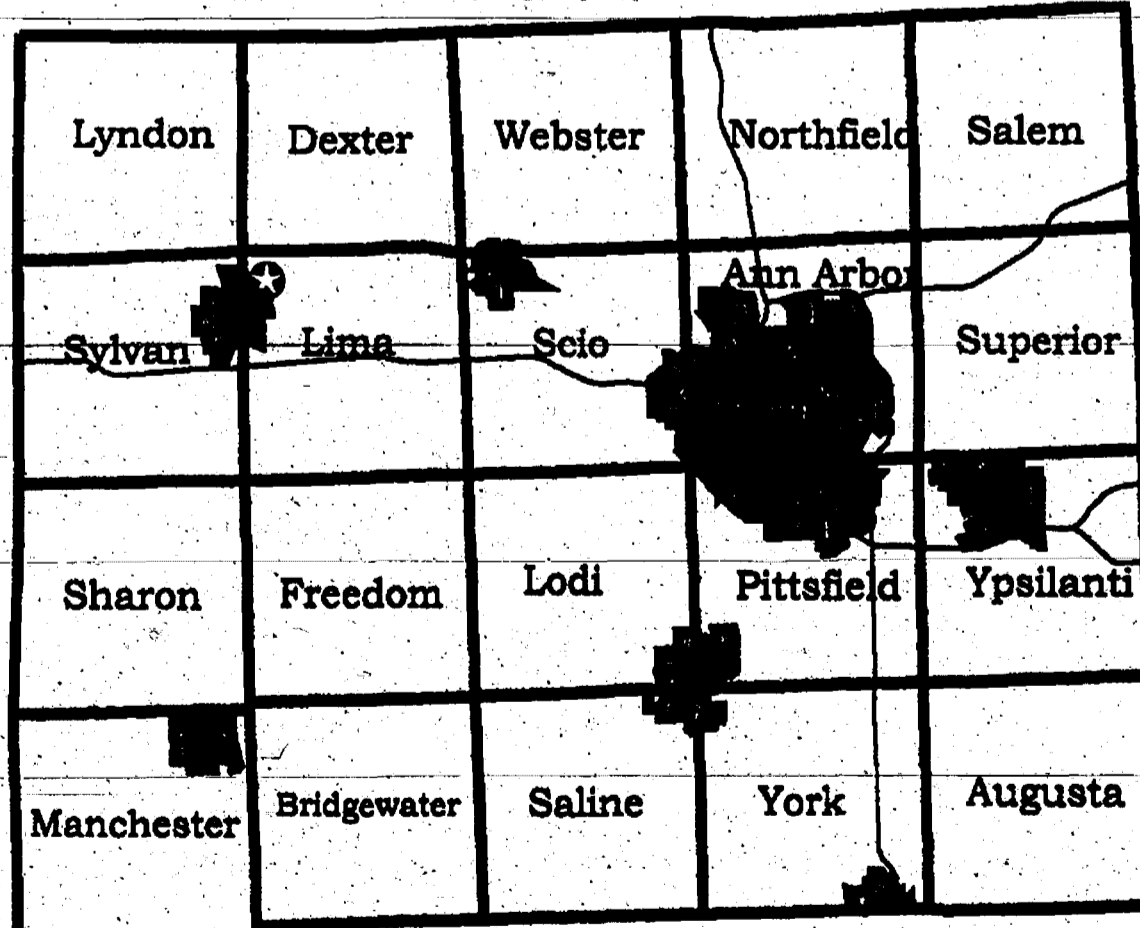 Lyndon
Dexter
Webster
Northfield
Salem
Sylvan
Lima
Scio
Ann Arbor
Superior
Sharon
Freedom
Lodi
Pittsfield
Ypsilanti
Manchester
Bridgewater
Saline
York
Augusta